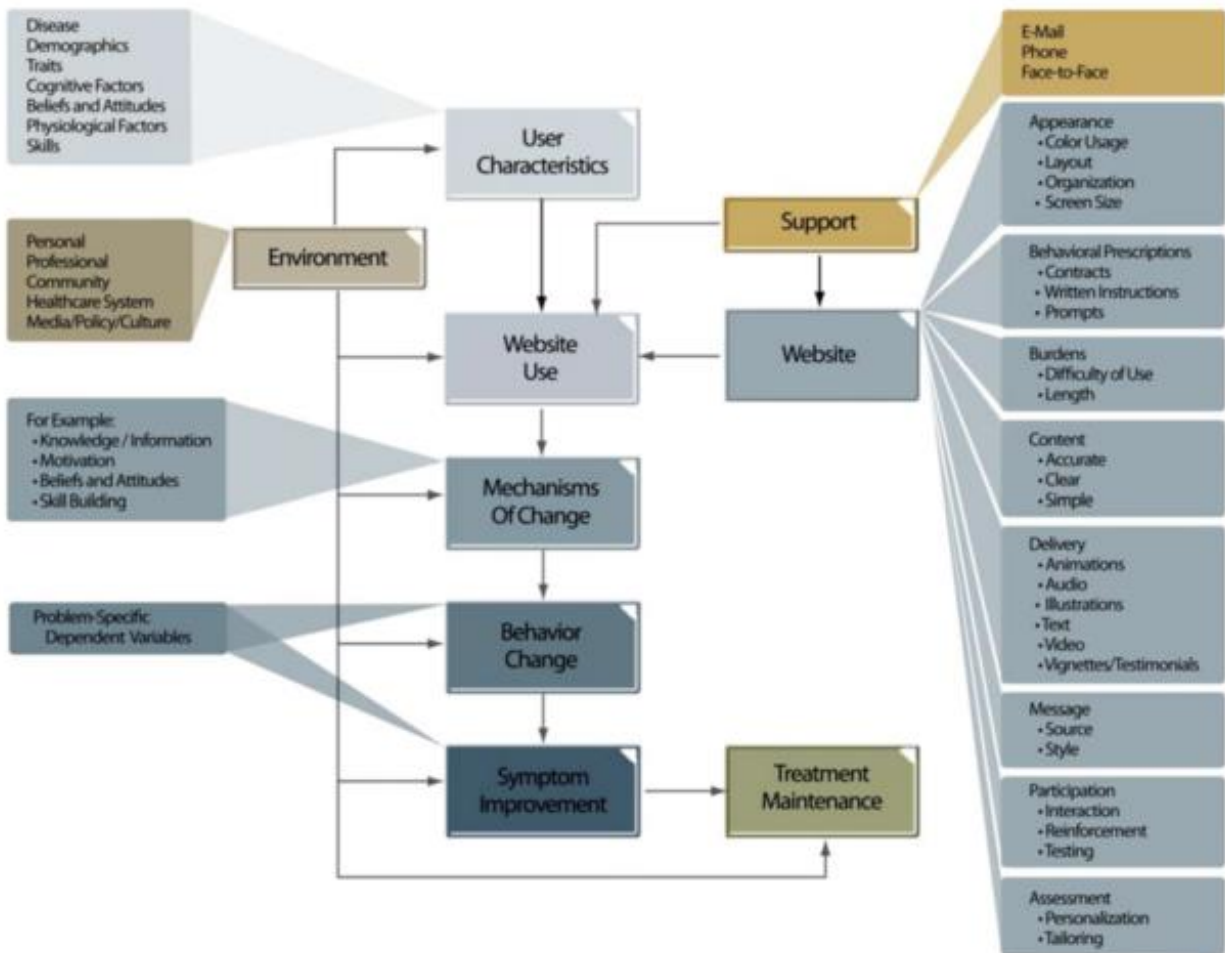 Disease
Demographics
Traits
Cognitive Factors
Beliefs and Attitudes
Physiological Factors
Skills
User
Characteristics
E-Mail
Phone
Face-to-Face
Support
Personal
Professional
Community
Healthcare System
Media/Policy/Culture
Environment
Website
Use
Website
Appearance
• Color Usage
• Layout
• Organization
• Screen Size
Behavioral Prescriptions
• Contracts
• Written Instructions
• Prompts
Burdens
• Difficulty of Use
• Length
Content
• Accurate
• Clear
• Simple
Delivery
• Animations
• Audio
• Illustrations
• Text
• Video
• Vignettes/Testimonials
Message
• Source
• Style
Participation
• Interaction
• Reinforcement
• Testing
Assessment
• Personalization
• Tailoring
For Example:
• Knowledge / Information
• Motivation
• Beliefs and Attitudes
• Skill Building
Mechanisms
Of Change
Problem-Specific
Dependent Variables
Behavior
Change
Symptom
Improvement
Treatment
Maintenance